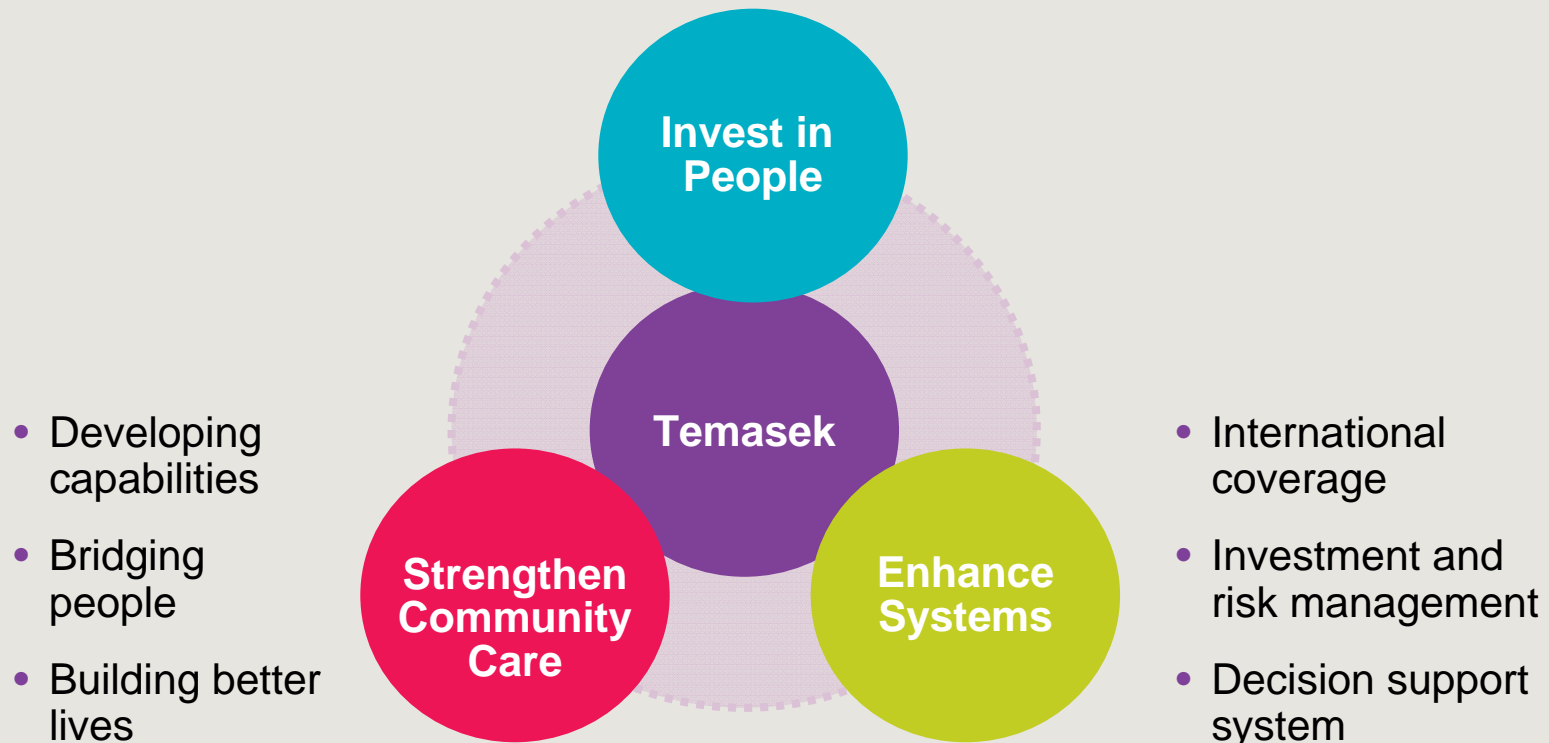 Invest in
People
Temasek
Strengthen
Community
Care
Enhance
Systems
• Developing
capabilities
• Bridging
people
• Building better
lives
• International
coverage
• Investment and
risk management
• Decision support
system